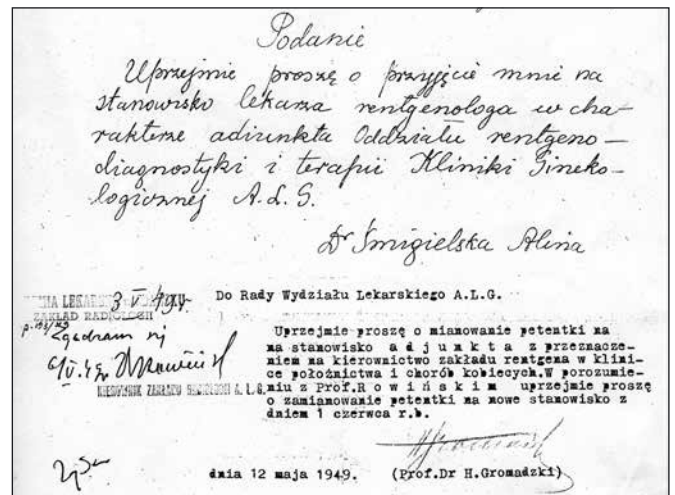 Podanie
Uprzejmie proszę o przyjęcie mnie na
stanowisko lekarza rentgenologa w cha-
rakterze adiunkta Oddziału rentgeno-
diagnostyki i terapii Kliniki Gineko-
logicznej A.L.G.
Dr Śmigielska Alina
3 V 49r
ZAKŁAD RADIOLOGII
Zgadzam się
KIEROWNIK ZAKŁADU A. L. G.
Do Rady Wydziału Lekarskiego A.L.G.
Uprzejmie proszę o mianowanie petentki na
na stanowisko a d j u n k t a z przeznacze-
niem na kierownictwo zakładu rentgena w klini-
ce położnictwa i chorób kobiecych.W porozumie-
niu z Prof.R o w i ń s k i m uprzejmie proszę
o zamianowanie petentki na nowe stanowisko z
dniem 1 czerwca r.b.
dnia 12 maja 1949. (Prof.Dr H.Gromadzki)